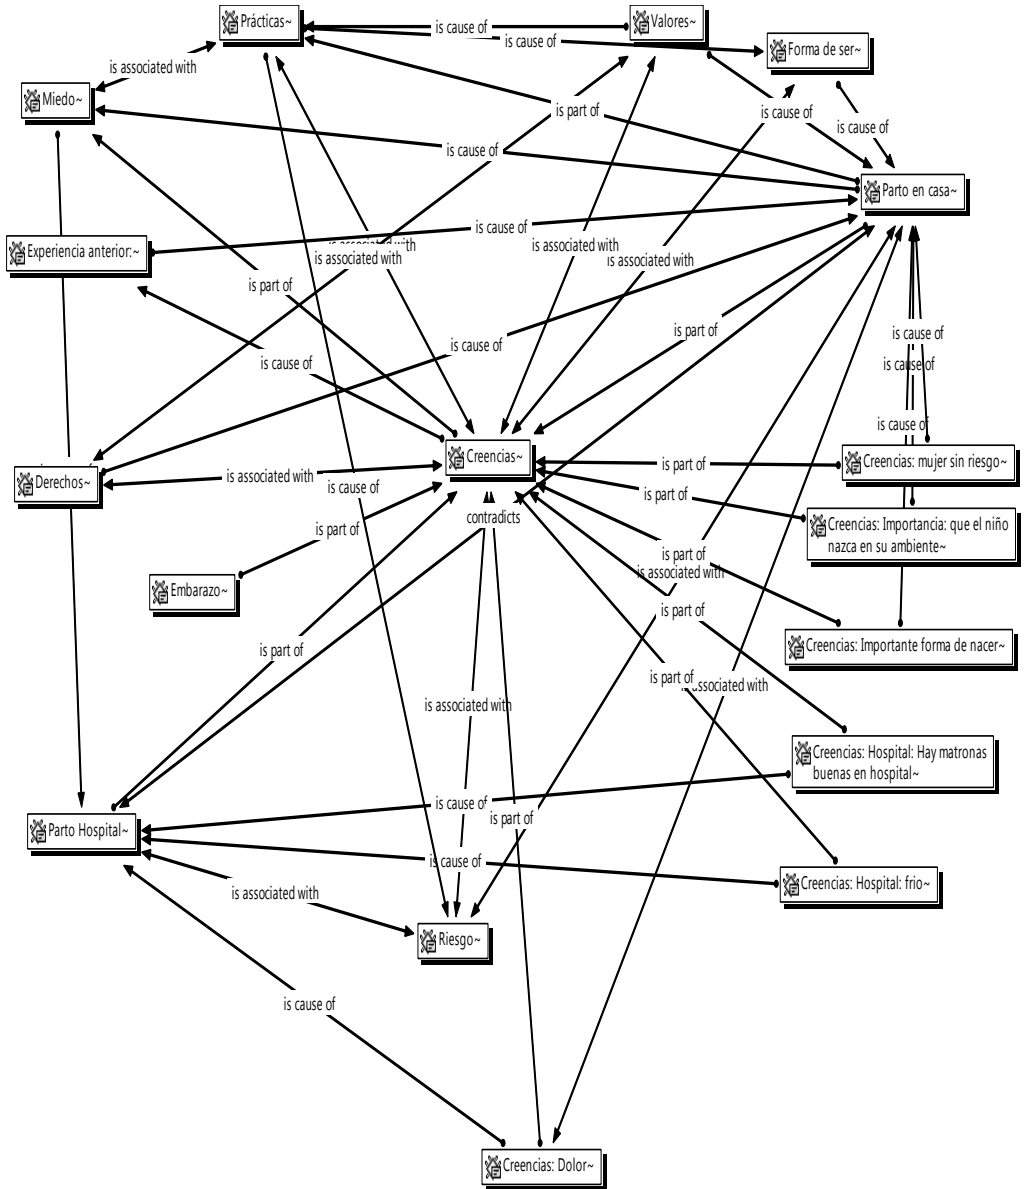 Prácticas~
Valores~
is cause of
is cause of
Forma de ser~
is associated with
Miedo~
is part of
is cause of
is cause of
is cause of
Parto en casa~
is cause of
Experiencia anterior:~
is associated with
is associated with
is associated with
is associated with
is part of
is part of
is cause of
is cause of
is cause of
is cause of
is cause of
Creencias~
Creencias: mujer sin riesgo~
is part of
is associated with
Derechos~
is cause of
is part of
contradicts
Creencias: Importancia: que el niño
nazca en su ambiente~
is part of
is part of
is associated with
Embarazo~
is part of
Creencias: Importante forma de nacer~
is part of
is part of
associated with
is associated with
Creencias: Hospital: Hay matronas
buenas en hospital~
is cause of
is part of
Parto Hospital~
is cause of
Creencias: Hospital: frio~
is associated with
Riesgo~
is cause of
Creencias: Dolor~